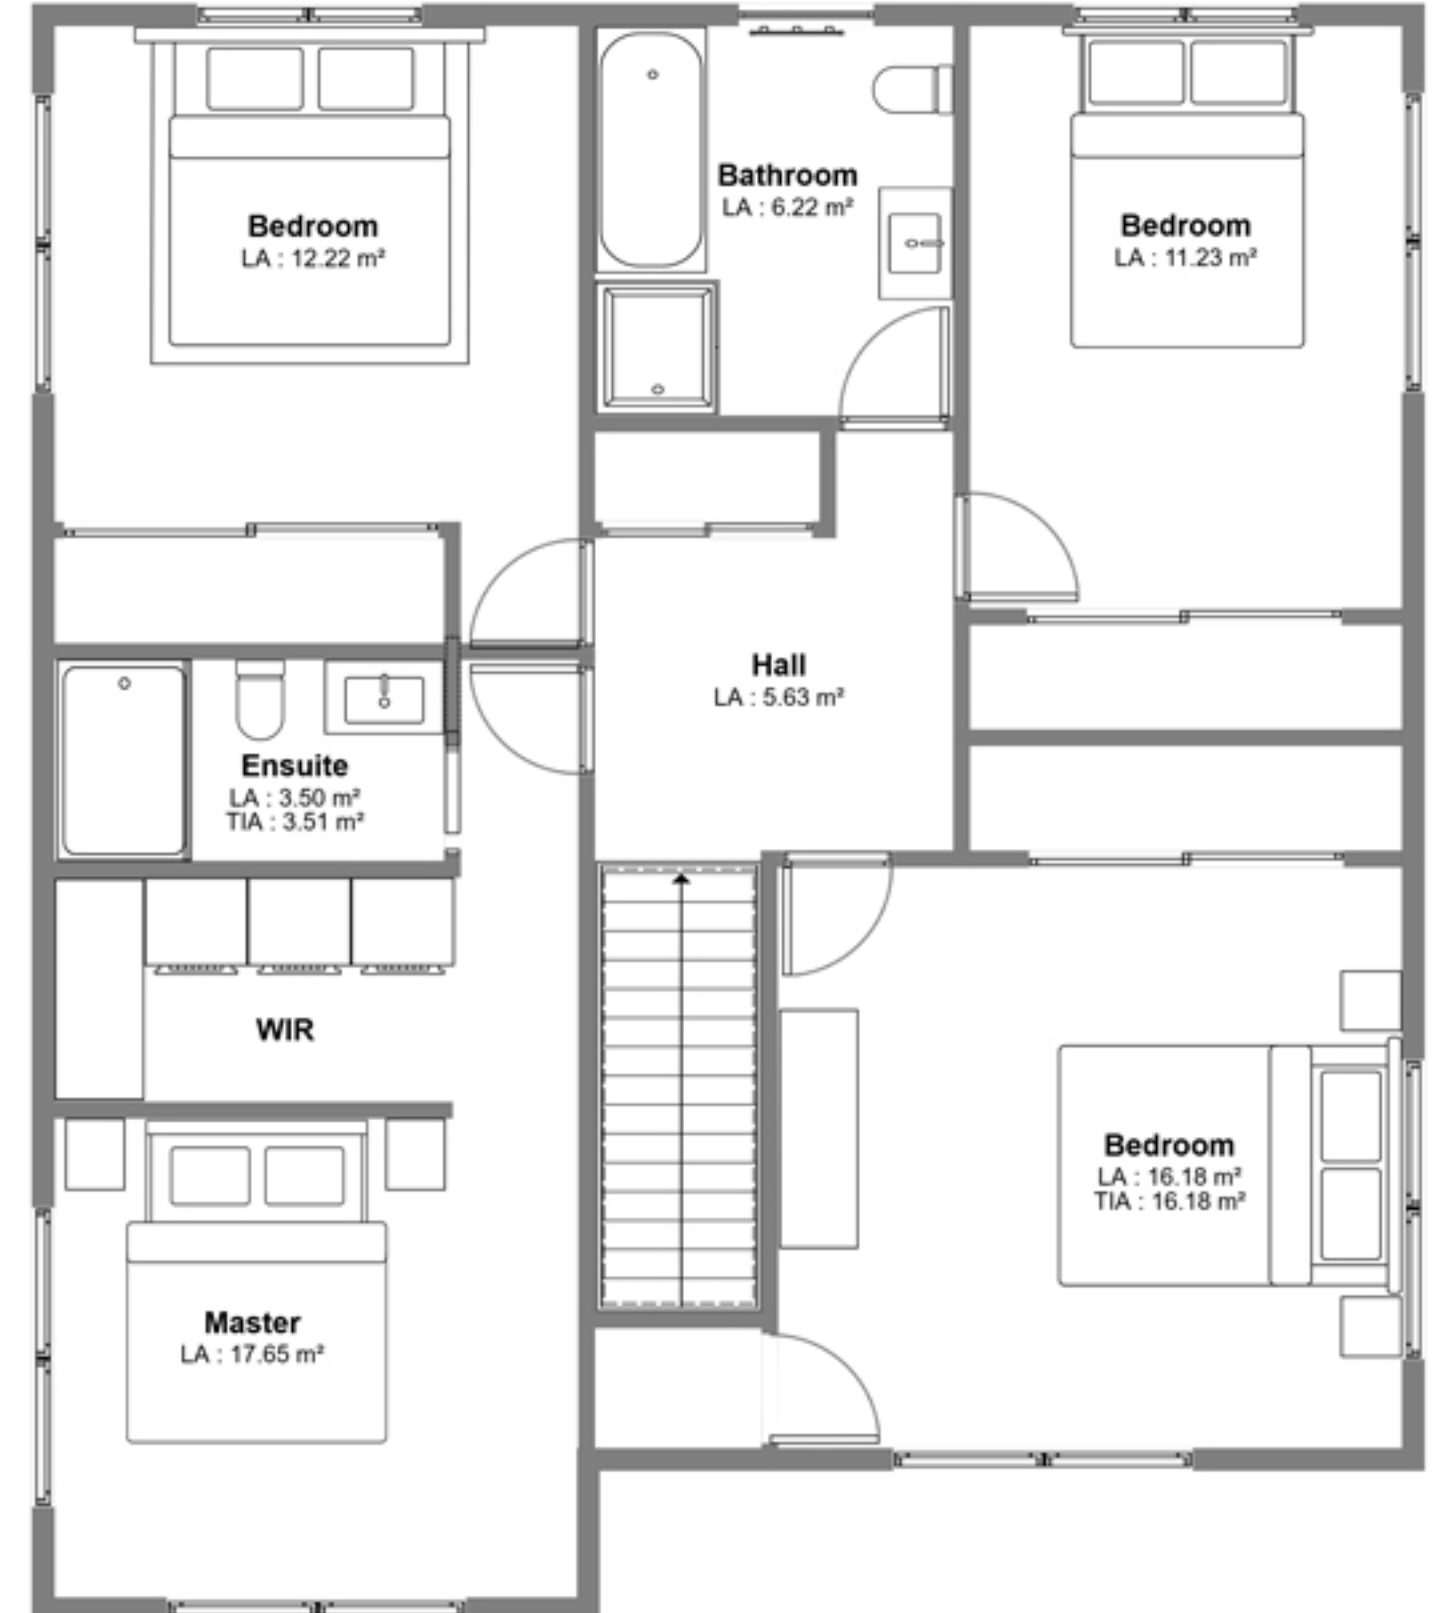 Bedroom
LA : 12.22 m²
Bathroom
LA : 6.22 m²
Bedroom
LA : 11.23 m²
Hall
LA : 5.63 m²
Ensuite
LA : 3.50 m²
TIA : 3.51 m²
WIR
Bedroom
LA : 16.18 m²
TIA : 16.18 m²
Master
LA : 17.65 m²